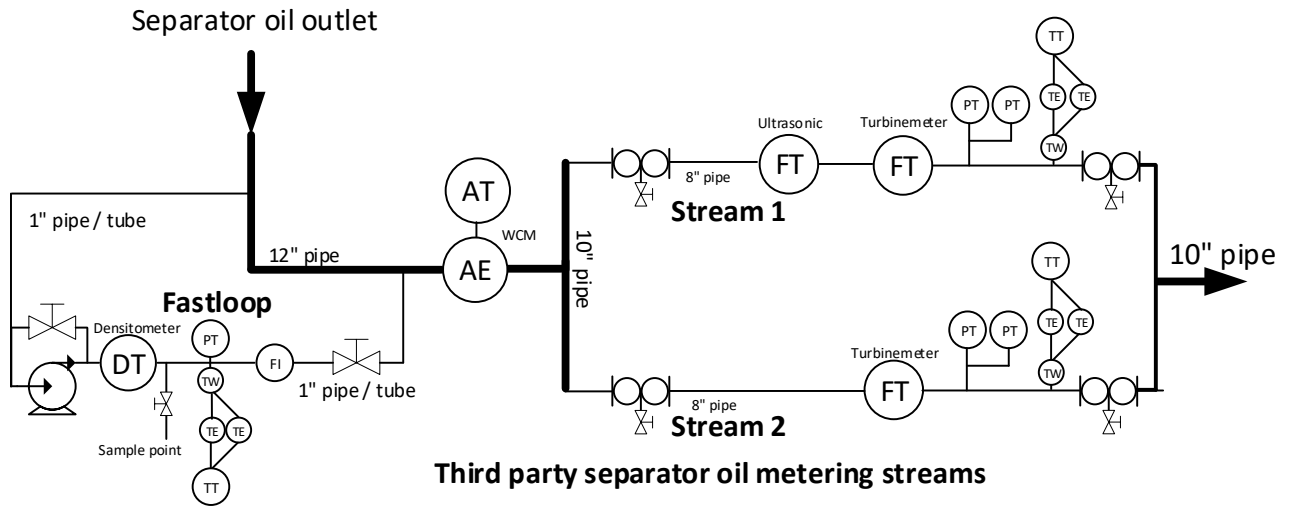 Separator oil outlet
1" pipe / tube
12" pipe
Fastloop
Densitometer
DT
PT
TW
TE
TE
TT
FI
1" pipe / tube
Sample point
AT
AE
WCM
10" pipe
8" pipe
Stream 1
Ultrasonic
FT
Turbinemeter
FT
PT
PT
TT
TE
TE
TW
8" pipe
Stream 2
Turbinemeter
FT
PT
PT
TT
TE
TE
TW
10" pipe
Third party separator oil metering streams